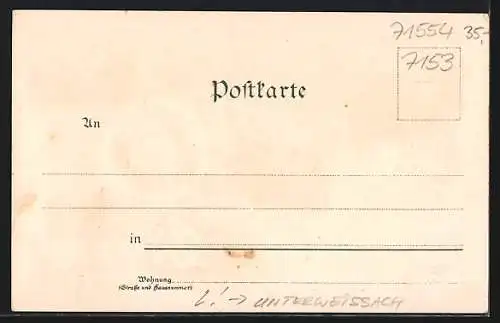 71554 35,-
7153
Postkarte
An
in
Wohnung
(Straße und Hausnummer)
L! → UNTERWEISSACH